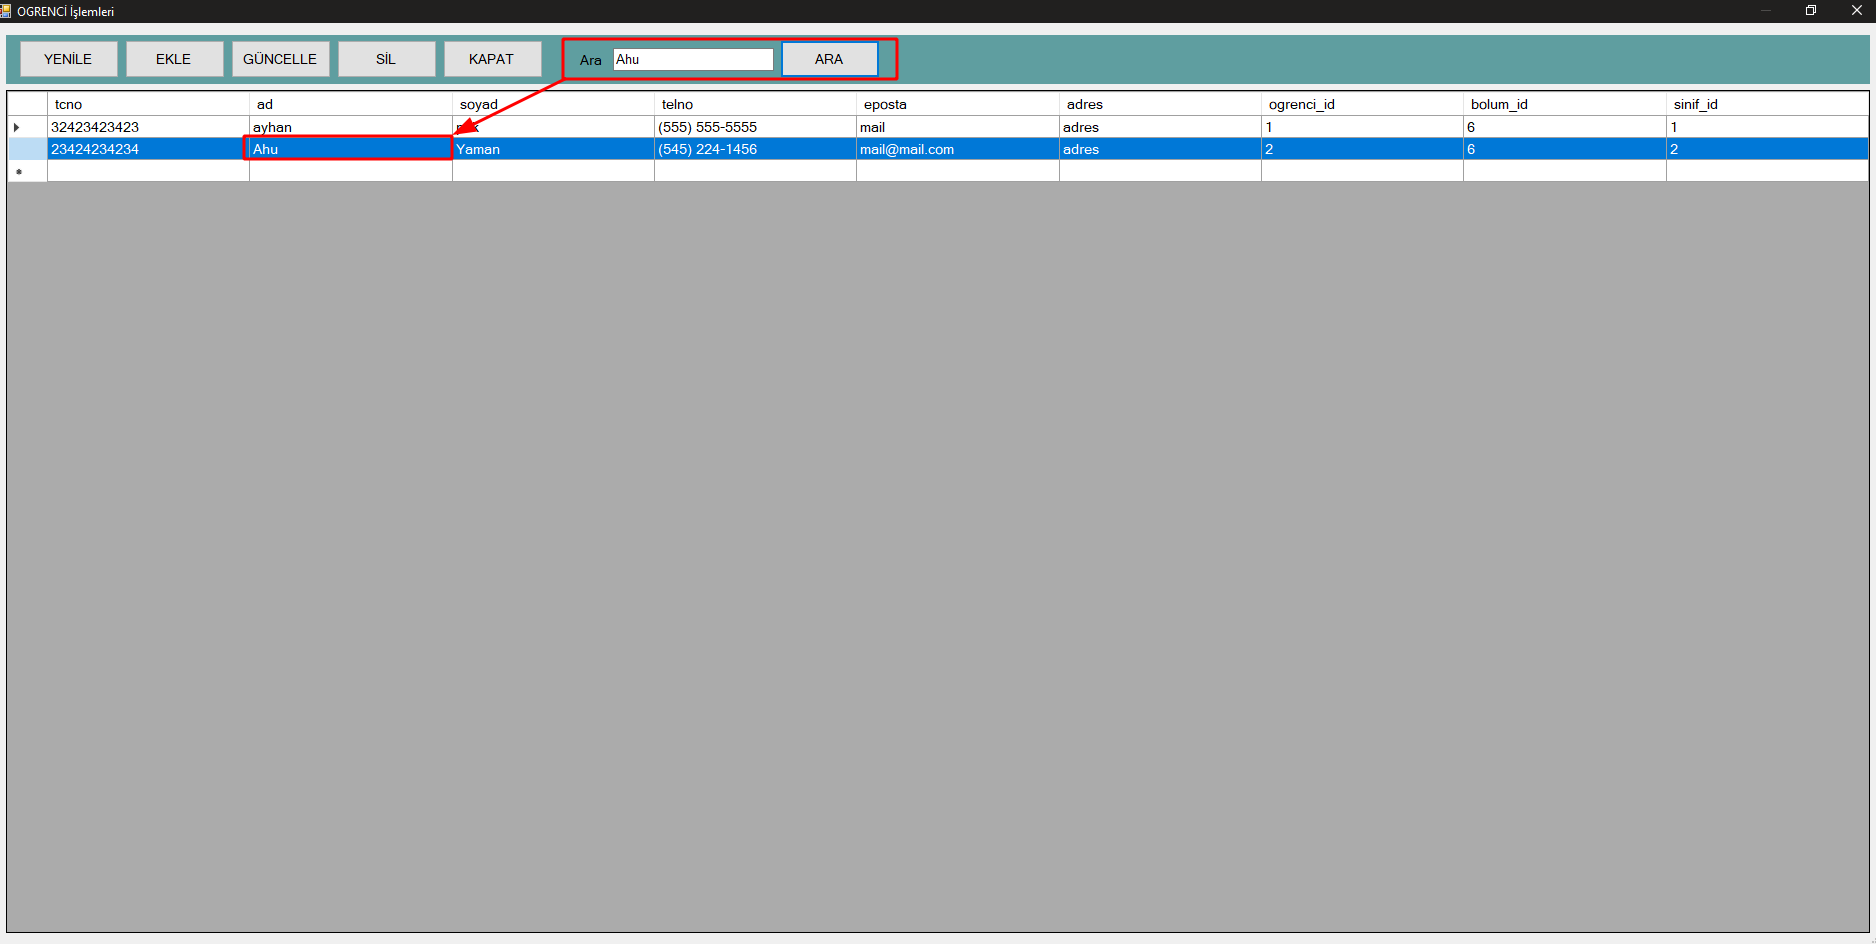 OGRENCİ İşlemleri
YENİLE EKLE GÜNCELLE SİL KAPAT Ara Ahu ARA
tcno ad soyad telno eposta adres ogrenci_id bolum_id sinif_id
32423423423 ayhan (555) 555-5555 mail adres 1 6 1
23424234234 Ahu Yaman (545) 224-1456 mail@mail.com adres 2 6 2